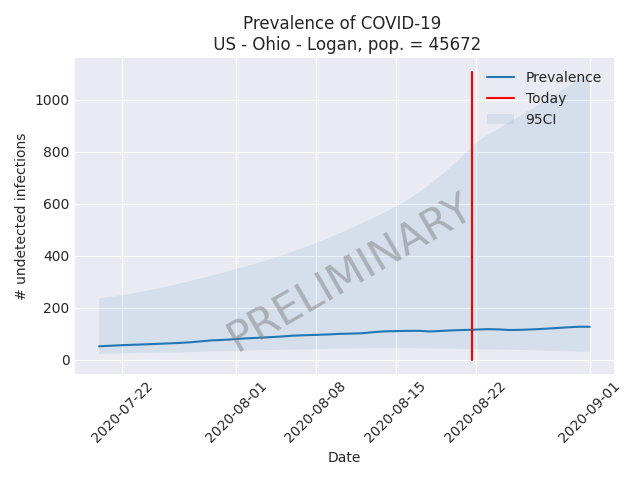 Prevalence of COVID-19
US - Ohio - Logan, pop. = 45672
Prevalence
Today
95CI
1000
800
600
400
200
0
# undetected infections
PRELIMINARY
2020-07-22
2020-08-01
2020-08-08
2020-08-15
2020-08-22
2020-09-01
Date